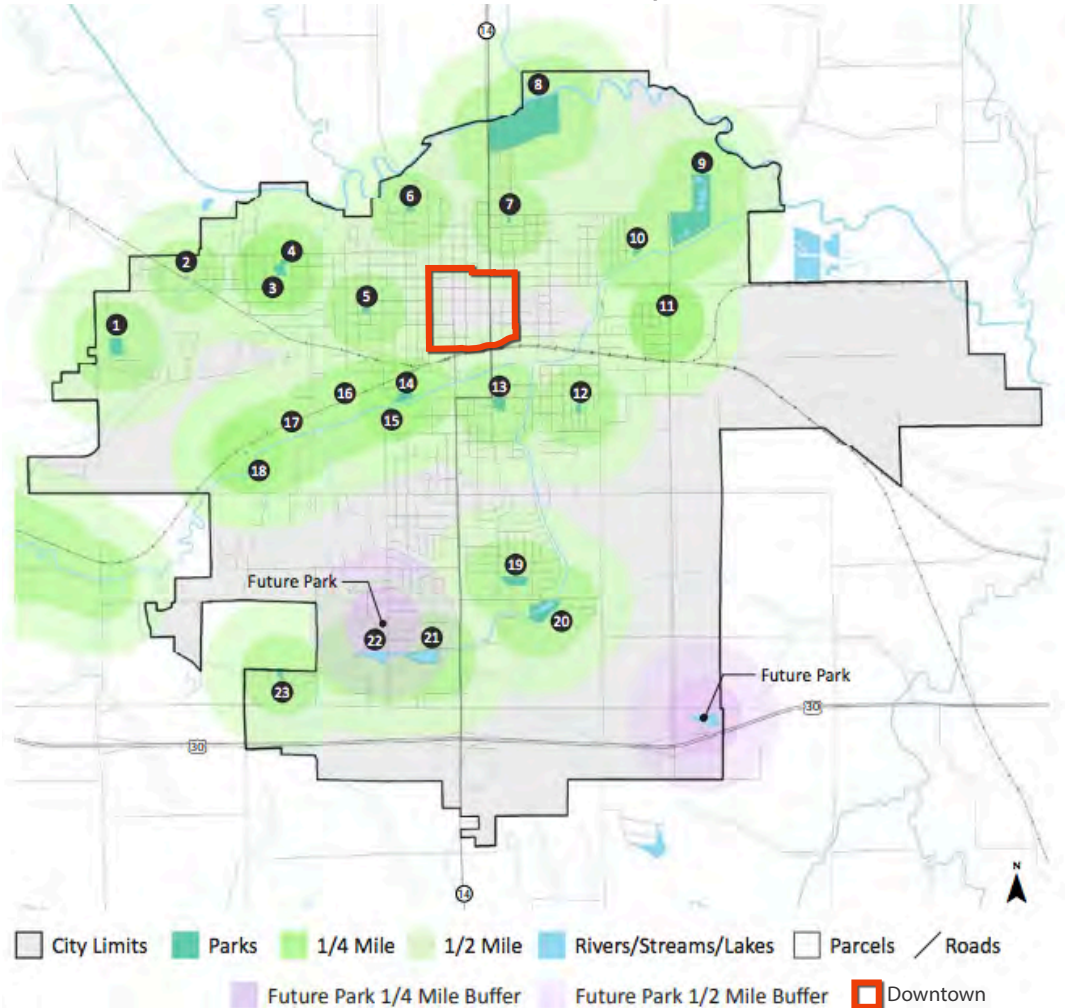 14
8
9
6
7
10
4
2
3
5
11
1
14
13
12
16
15
17
18
19
Future Park
20
22
21
Future Park
23
30
30
14
N
City Limits
Parks
1/4 Mile
1/2 Mile
Rivers/Streams/Lakes
Parcels
Roads
Future Park 1/4 Mile Buffer
Future Park 1/2 Mile Buffer
Downtown